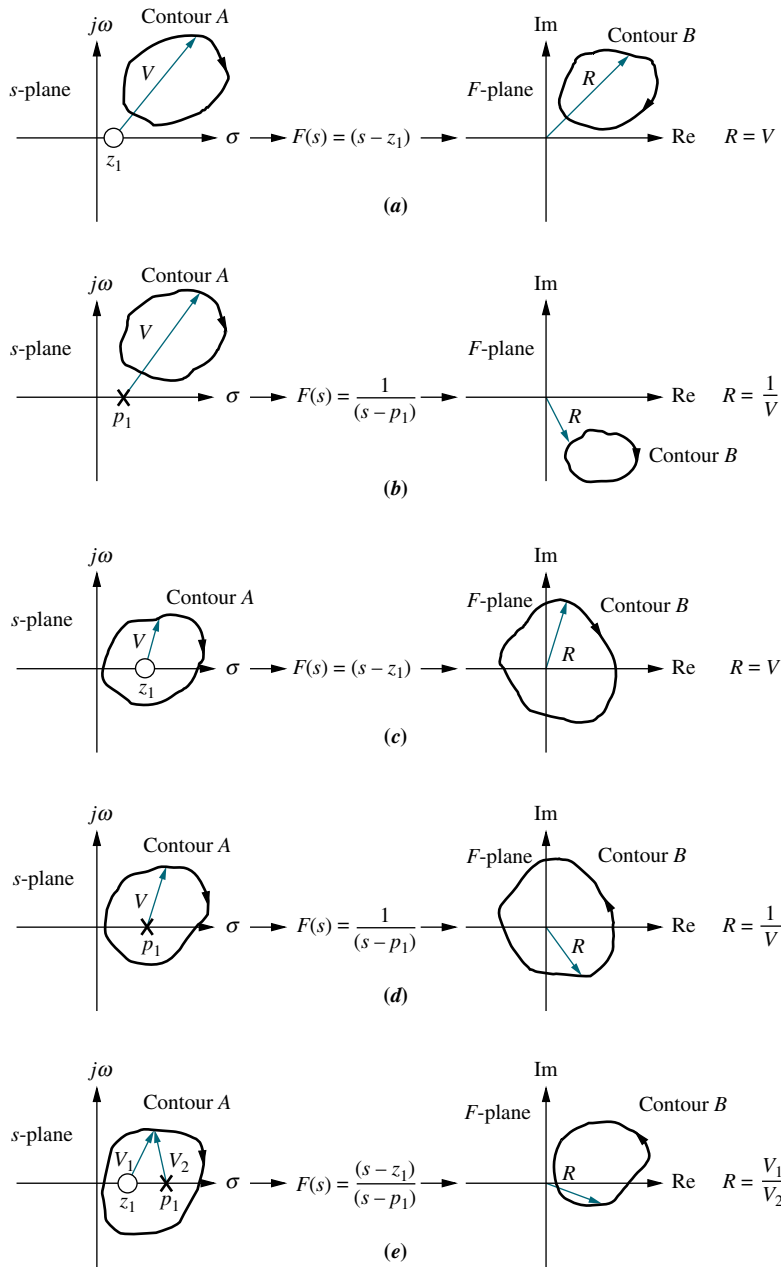 jω Contour A Im Contour B
s-plane V F-plane R
z₁ σ F(s) = (s – z₁) Re R = V
(a)
jω Contour A Im
s-plane V F-plane
p₁ σ F(s) = 1/(s – p₁) Re R = 1/V
R Contour B
(b)
jω Contour A Im
s-plane V F-plane R Contour B
z₁ σ F(s) = (s – z₁) Re R = V
(c)
jω Contour A Im
s-plane V F-plane Contour B
p₁ σ F(s) = 1/(s – p₁) R Re R = 1/V
(d)
jω Contour A Im
s-plane V₁ V₂ F-plane R Contour B
z₁ p₁ σ F(s) = (s – z₁)/(s – p₁) Re R = V₁/V₂
(e)